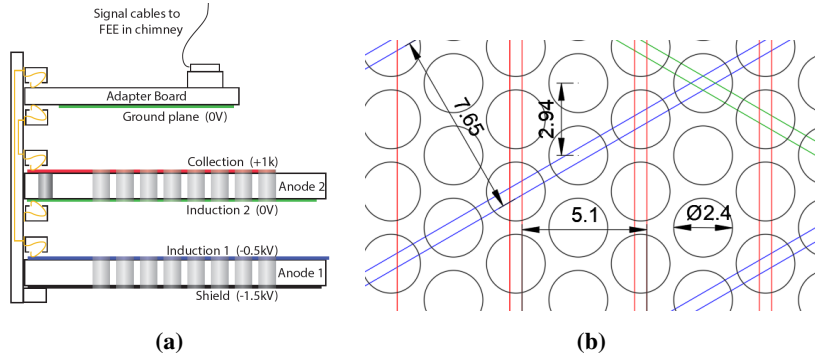 Signal cables to
FEE in chimney
Adapter Board
Ground plane (0V)
Collection (+1k)
Anode 2
Induction 2 (0V)
Induction 1 (-0.5kV)
Anode 1
Shield (-1.5kV)
(a)
7.65
2.94
5.1
Ø2.4
(b)